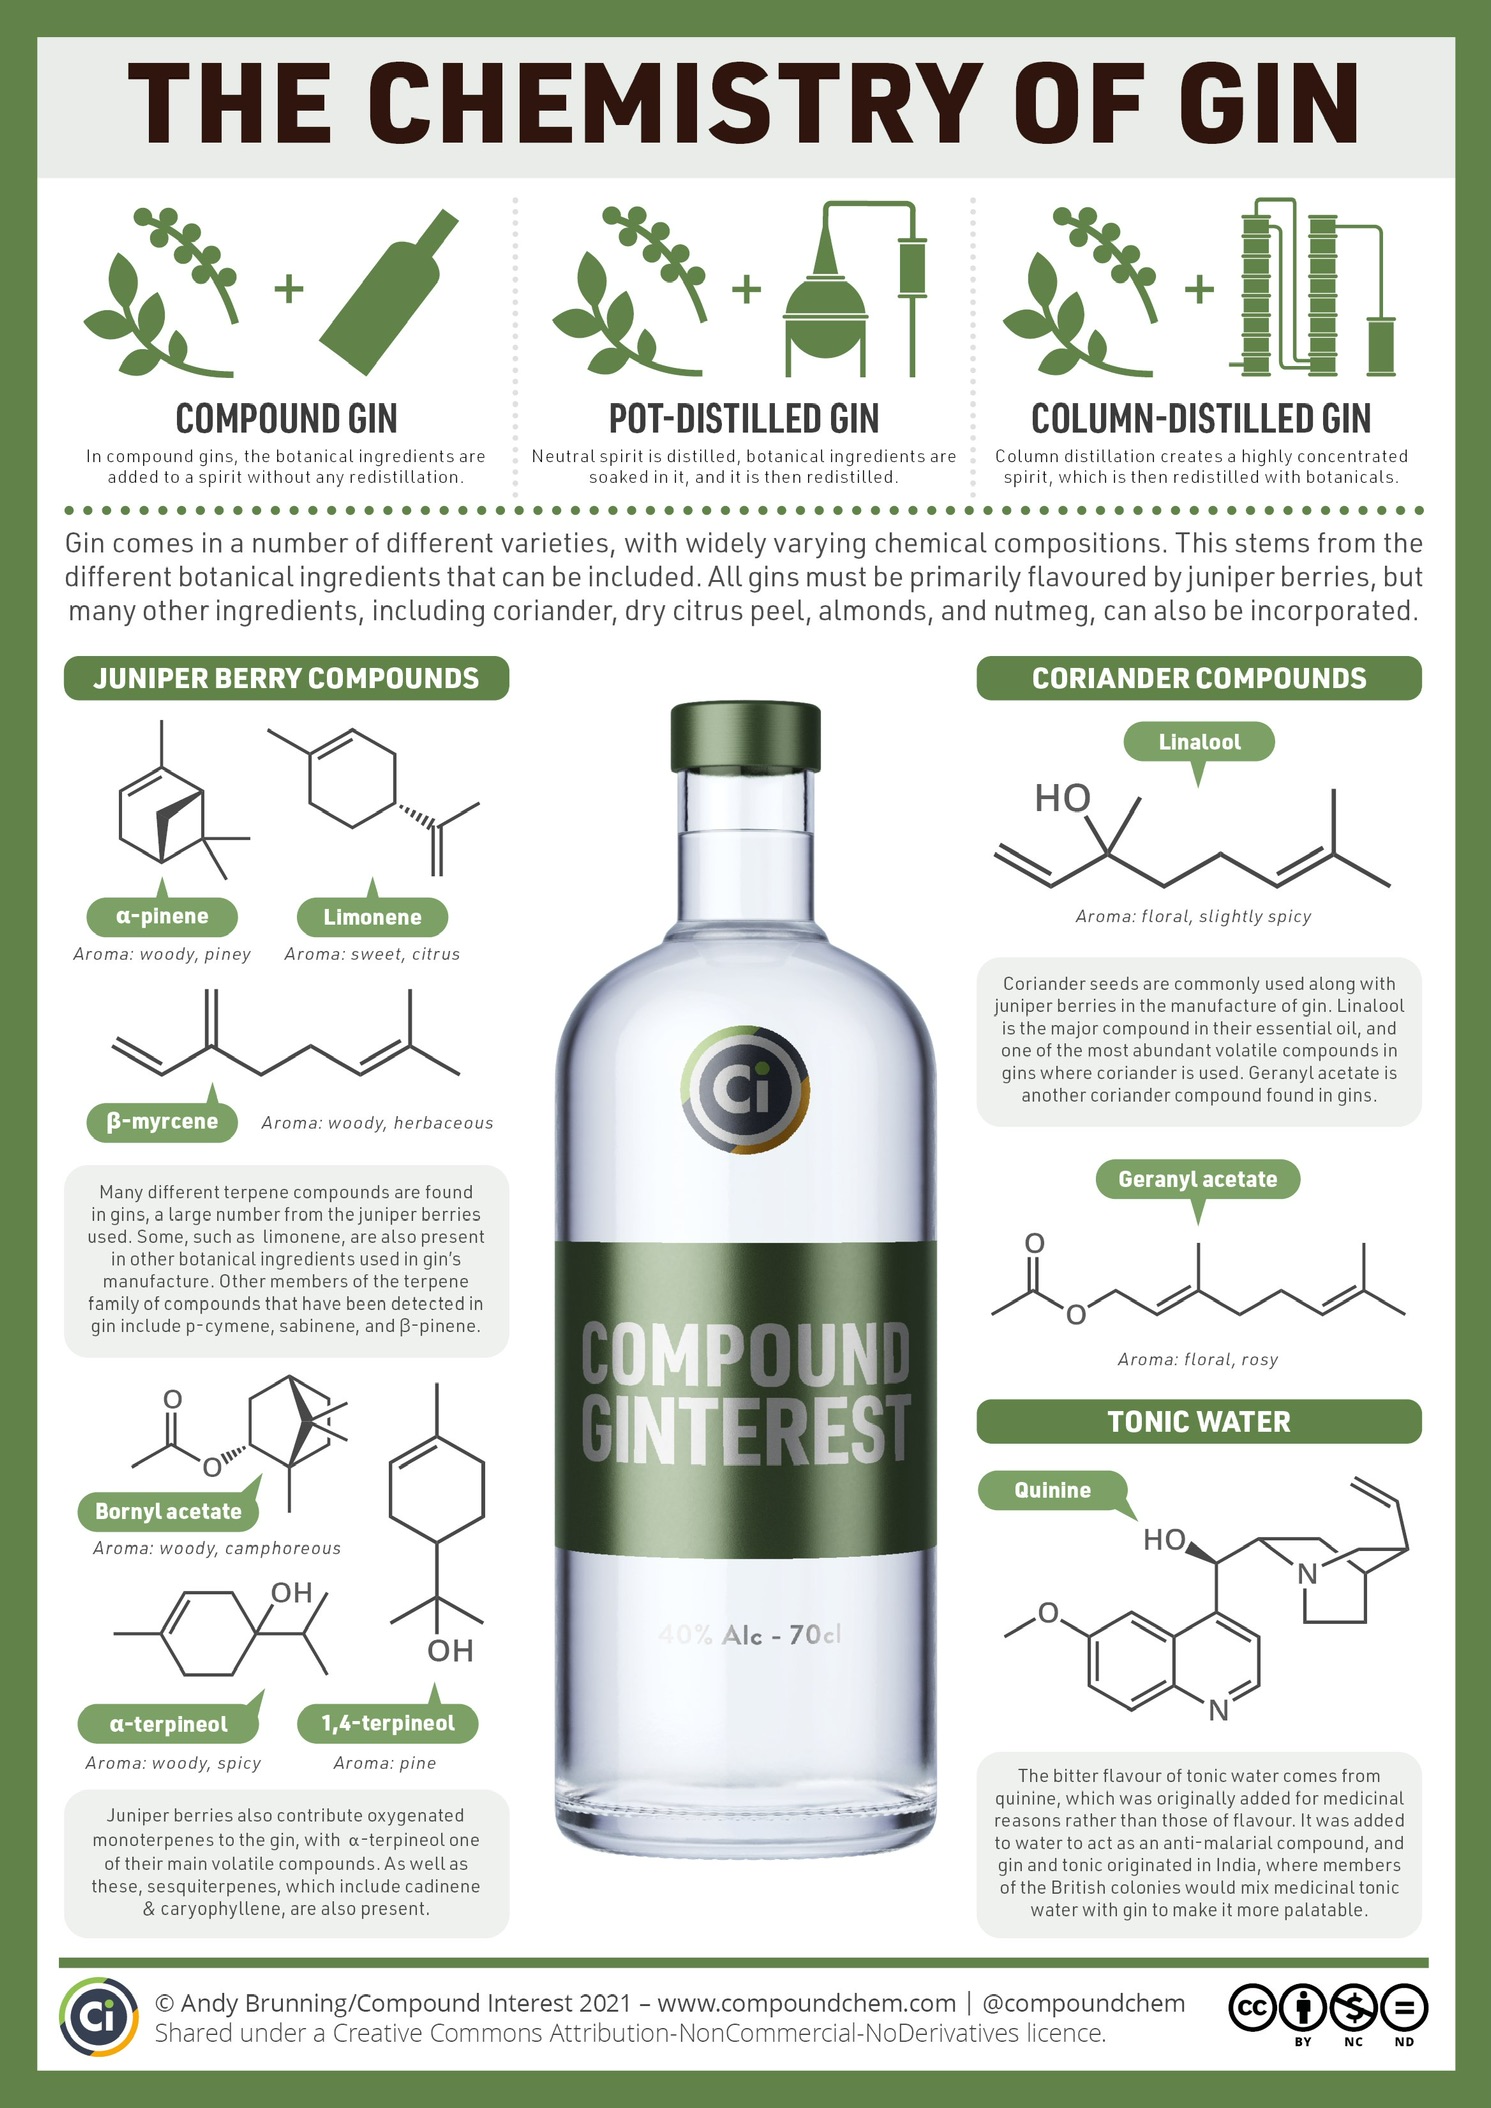 THE CHEMISTRY OF GIN
COMPOUND GIN
In compound gins, the botanical ingredients are
added to a spirit without any redistillation.
POT-DISTILLED GIN
Neutral spirit is distilled, botanical ingredients are
soaked in it, and it is then redistilled.
COLUMN-DISTILLED GIN
Column distillation creates a highly concentrated
spirit, which is then redistilled with botanicals.
Gin comes in a number of different varieties, with widely varying chemical compositions. This stems from the
different botanical ingredients that can be included. All gins must be primarily flavoured by juniper berries, but
many other ingredients, including coriander, dry citrus peel, almonds, and nutmeg, can also be incorporated.
JUNIPER BERRY COMPOUNDS
α-pinene
Aroma: woody, piney
Limonene
Aroma: sweet, citrus
β-myrcene
Aroma: woody, herbaceous
Many different terpene compounds are found
in gins, a large number from the juniper berries
used. Some, such as limonene, are also present
in other botanical ingredients used in gin's
manufacture. Other members of the terpene
family of compounds that have been detected in
gin include p-cymene, sabinene, and β-pinene.
O
O
Bornyl acetate
Aroma: woody, camphoreous
OH
α-terpineol
Aroma: woody, spicy
OH
1,4-terpineol
Aroma: pine
Juniper berries also contribute oxygenated
monoterpenes to the gin, with α-terpineol one
of their main volatile compounds. As well as
these, sesquiterpenes, which include cadinene
& caryophyllene, are also present.
Ci
COMPOUND
GINTEREST
40% Alc - 70cl
CORIANDER COMPOUNDS
Linalool
HO
Aroma: floral, slightly spicy
Coriander seeds are commonly used along with
juniper berries in the manufacture of gin. Linalool
is the major compound in their essential oil, and
one of the most abundant volatile compounds in
gins where coriander is used. Geranyl acetate is
another coriander compound found in gins.
Geranyl acetate
O
O
Aroma: floral, rosy
TONIC WATER
Quinine
HO
N
O
N
The bitter flavour of tonic water comes from
quinine, which was originally added for medicinal
reasons rather than those of flavour. It was added
to water to act as an anti-malarial compound, and
gin and tonic originated in India, where members
of the British colonies would mix medicinal tonic
water with gin to make it more palatable.
Ci
© Andy Brunning/Compound Interest 2021 – www.compoundchem.com | @compoundchem
Shared under a Creative Commons Attribution-NonCommercial-NoDerivatives licence.
cc
BY NC ND